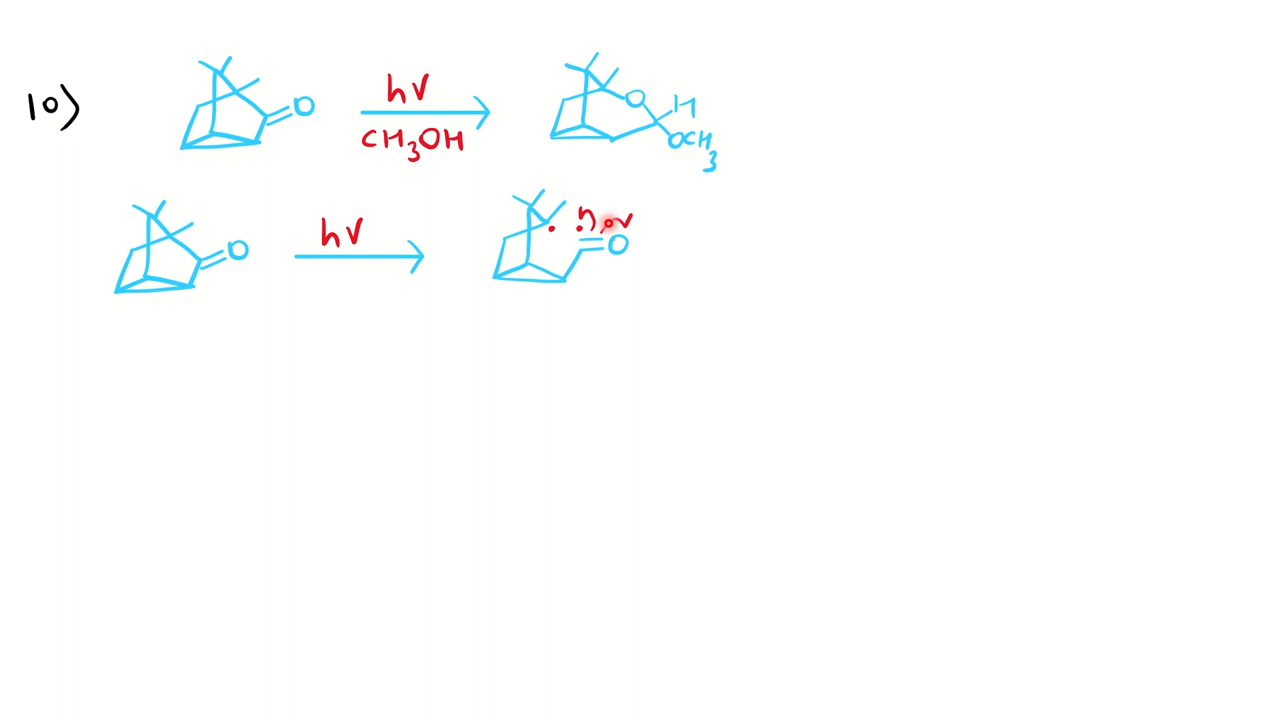 10) O hν CH3OH O H OCH3
O hν O